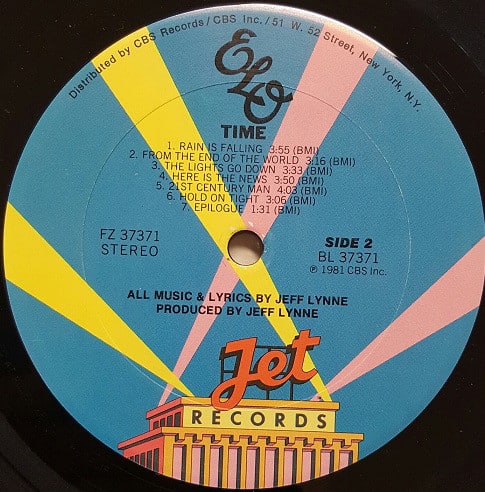 Distributed by CBS Records/CBS Inc./51 W. 52 Street, New York, N.Y.
ELO
TIME
1. RAIN IS FALLING 3:55 (BMI)
2. FROM THE END OF THE WORLD 3:16 (BMI)
3. THE LIGHTS GO DOWN 3:33 (BMI)
4. HERE IS THE NEWS 3:50 (BMI)
5. 21ST CENTURY MAN 4:03 (BMI)
6. HOLD ON TIGHT 3:06 (BMI)
7. EPILOGUE 1:31 (BMI)
FZ 37371
STEREO
SIDE 2
BL 37371
℗ 1981 CBS Inc.
ALL MUSIC & LYRICS BY JEFF LYNNE
PRODUCED BY JEFF LYNNE
Jet
RECORDS